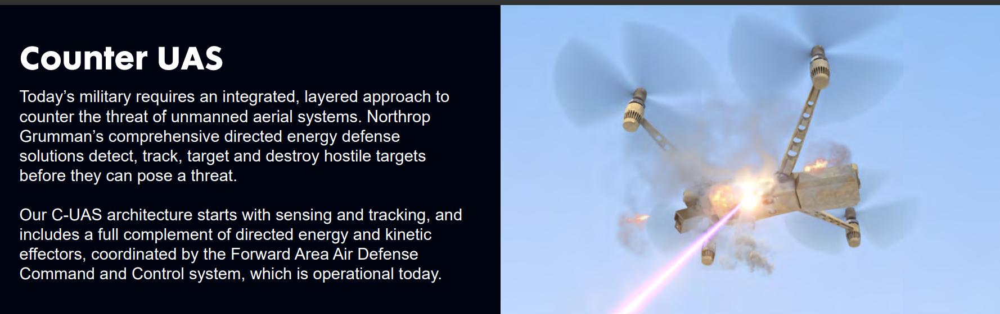 Counter UAS
Today’s military requires an integrated, layered approach to
counter the threat of unmanned aerial systems. Northrop
Grumman’s comprehensive directed energy defense
solutions detect, track, target and destroy hostile targets
before they can pose a threat.
Our C-UAS architecture starts with sensing and tracking, and
includes a full complement of directed energy and kinetic
effectors, coordinated by the Forward Area Air Defense
Command and Control system, which is operational today.